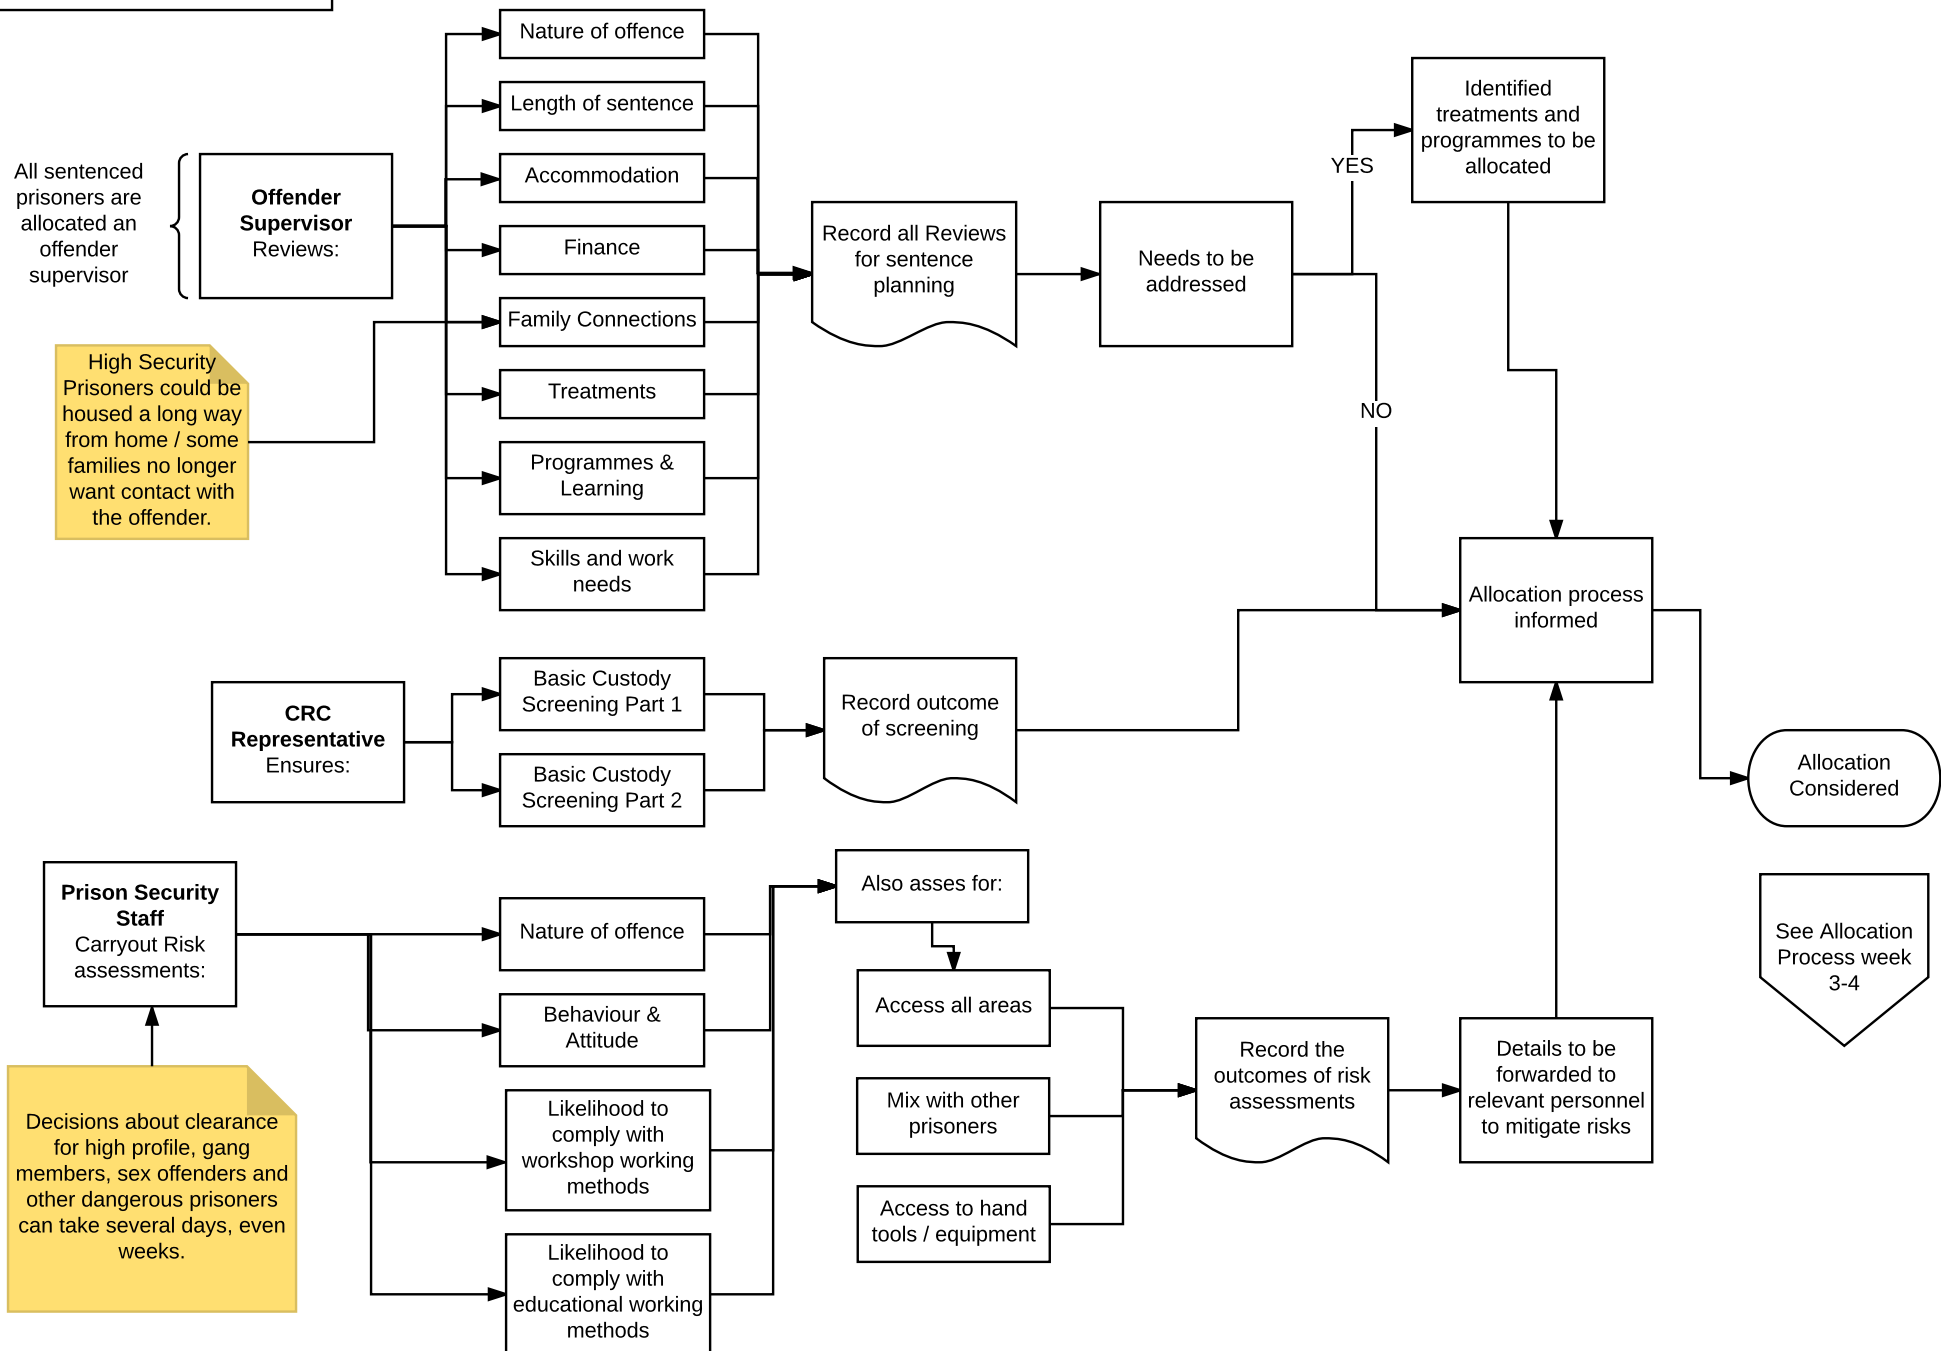 Nature of offence
Length of sentence
Accommodation
Finance
Family Connections
Treatments
Programmes &
Learning
Skills and work
needs
All sentenced
prisoners are
allocated an
offender
supervisor
Offender
Supervisor
Reviews:
High Security
Prisoners could be
housed a long way
from home / some
families no longer
want contact with
the offender.
Record all Reviews
for sentence
planning
Needs to be
addressed
YES
NO
Identified
treatments and
programmes to be
allocated
Allocation process
informed
CRC
Representative
Ensures:
Basic Custody
Screening Part 1
Basic Custody
Screening Part 2
Record outcome
of screening
Allocation
Considered
See Allocation
Process week
3-4
Prison Security
Staff
Carryout Risk
assessments:
Decisions about clearance
for high profile, gang
members, sex offenders and
other dangerous prisoners
can take several days, even
weeks.
Nature of offence
Behaviour &
Attitude
Likelihood to
comply with
workshop working
methods
Likelihood to
comply with
educational working
methods
Also asses for:
Access all areas
Mix with other
prisoners
Access to hand
tools / equipment
Record the
outcomes of risk
assessments
Details to be
forwarded to
relevant personnel
to mitigate risks